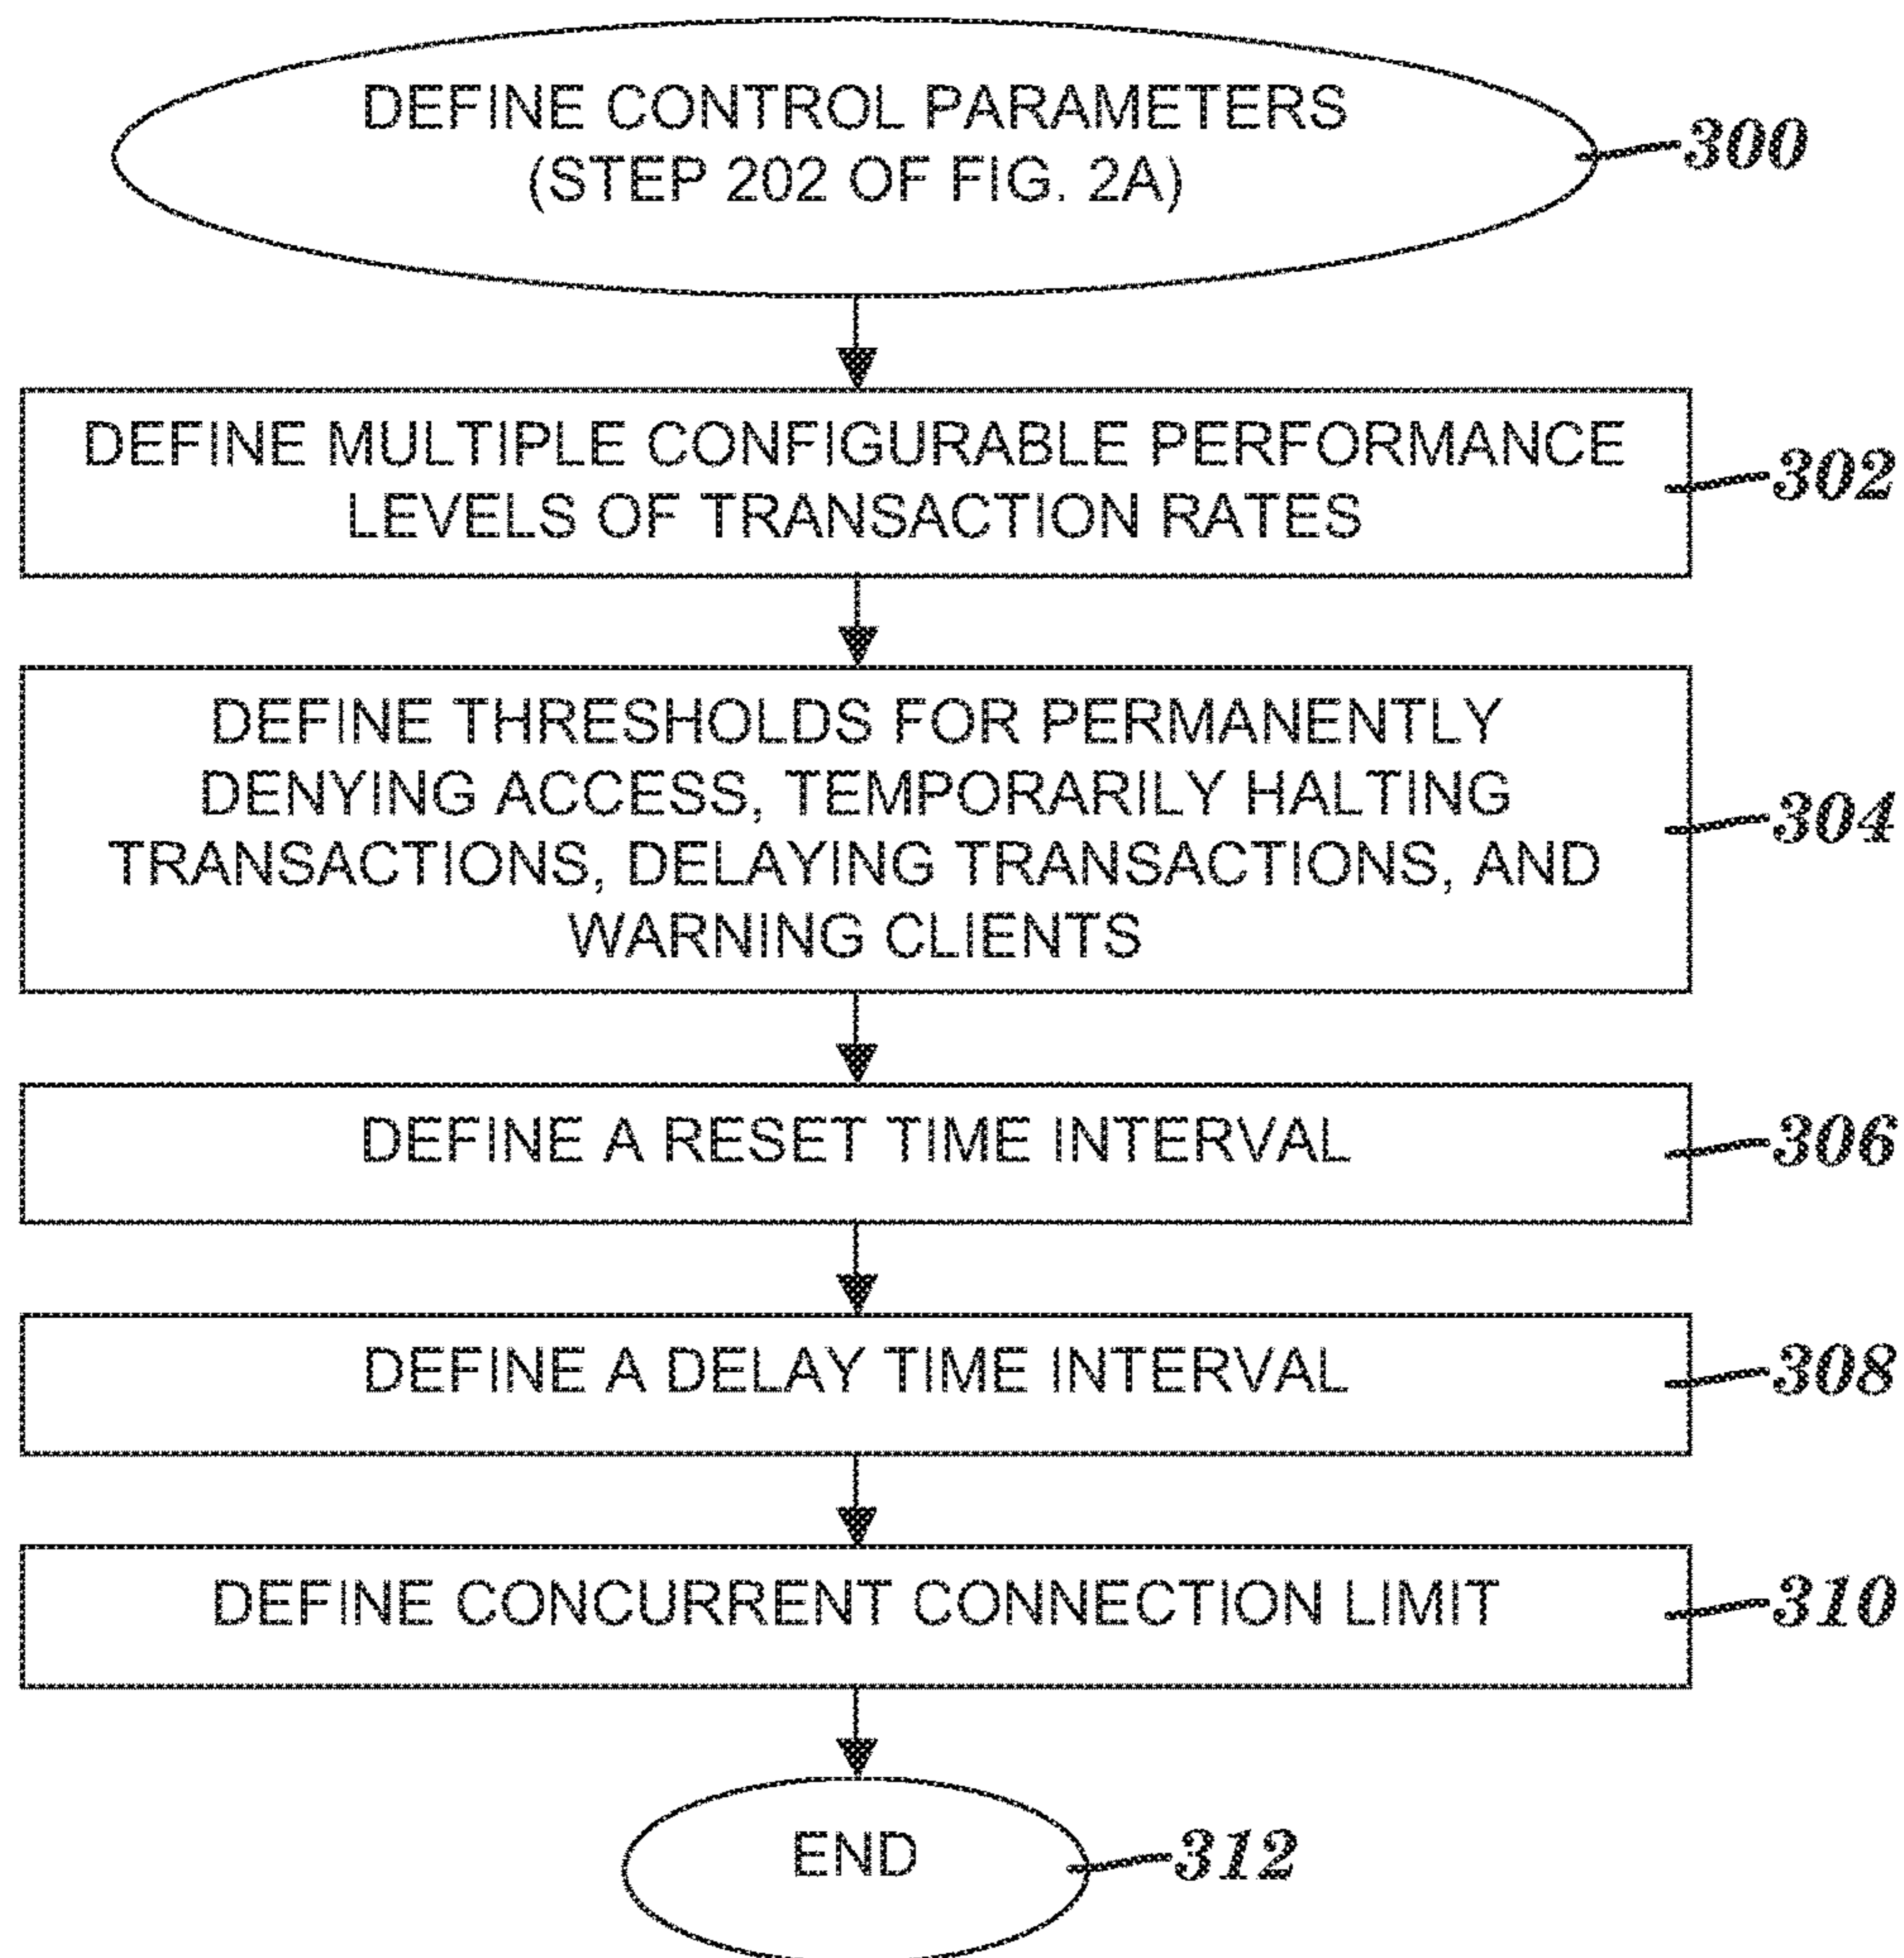 DEFINE CONTROL PARAMETERS
(STEP 202 OF FIG. 2A)
300
DEFINE MULTIPLE CONFIGURABLE PERFORMANCE
LEVELS OF TRANSACTION RATES
302
DEFINE THRESHOLDS FOR PERMANENTLY
DENYING ACCESS, TEMPORARILY HALTING
TRANSACTIONS, DELAYING TRANSACTIONS, AND
WARNING CLIENTS
304
DEFINE A RESET TIME INTERVAL
306
DEFINE A DELAY TIME INTERVAL
308
DEFINE CONCURRENT CONNECTION LIMIT
310
END
312